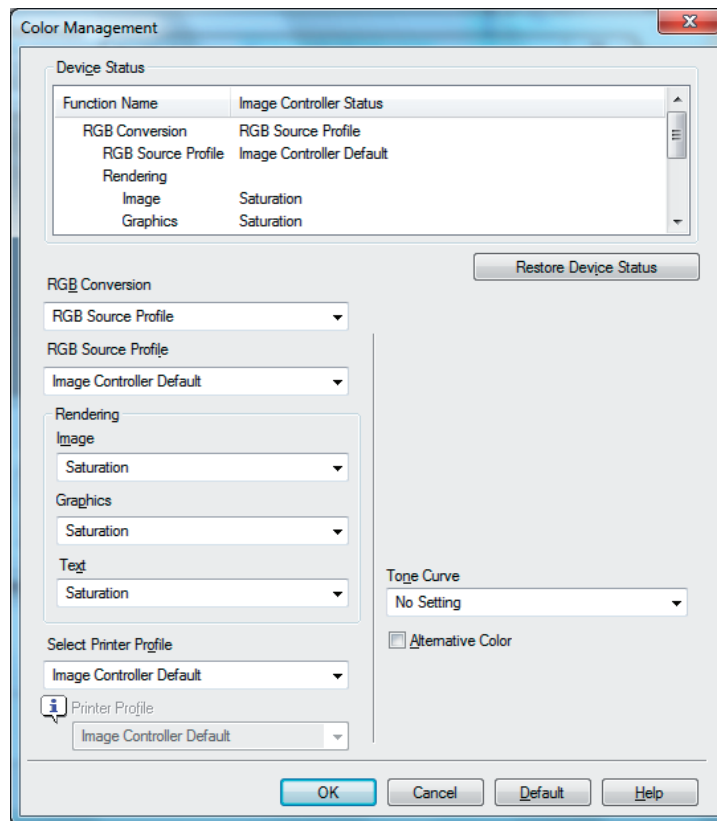 Color Management
Device Status
Function Name Image Controller Status
RGB Conversion RGB Source Profile
RGB Source Profile Image Controller Default
Rendering
Image Saturation
Graphics Saturation
Restore Device Status
RGB Conversion
RGB Source Profile
RGB Source Profile
Image Controller Default
Rendering
Image
Saturation
Graphics
Saturation
Text
Saturation
Tone Curve
No Setting
Alternative Color
Select Printer Profile
Image Controller Default
Printer Profile
Image Controller Default
OK Cancel Default Help